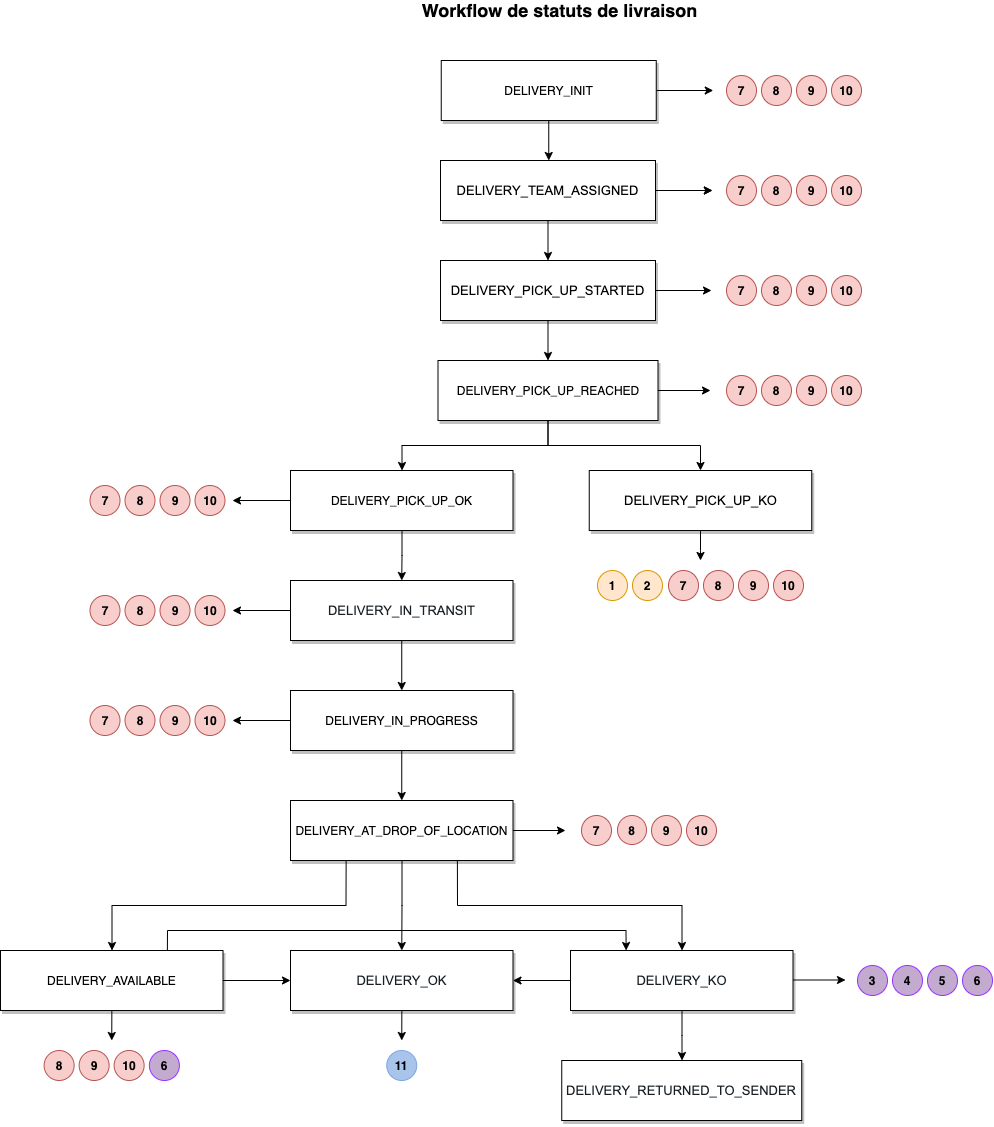 Workflow de statuts de livraison
DELIVERY_INIT
7 8 9 10
DELIVERY_TEAM_ASSIGNED
7 8 9 10
DELIVERY_PICK_UP_STARTED
7 8 9 10
DELIVERY_PICK_UP_REACHED
7 8 9 10
7 8 9 10
DELIVERY_PICK_UP_OK
DELIVERY_PICK_UP_KO
1 2 7 8 9 10
7 8 9 10
DELIVERY_IN_TRANSIT
7 8 9 10
DELIVERY_IN_PROGRESS
DELIVERY_AT_DROP_OF_LOCATION
7 8 9 10
DELIVERY_AVAILABLE
DELIVERY_OK
DELIVERY_KO
3 4 5 6
8 9 10 6
11
DELIVERY_RETURNED_TO_SENDER